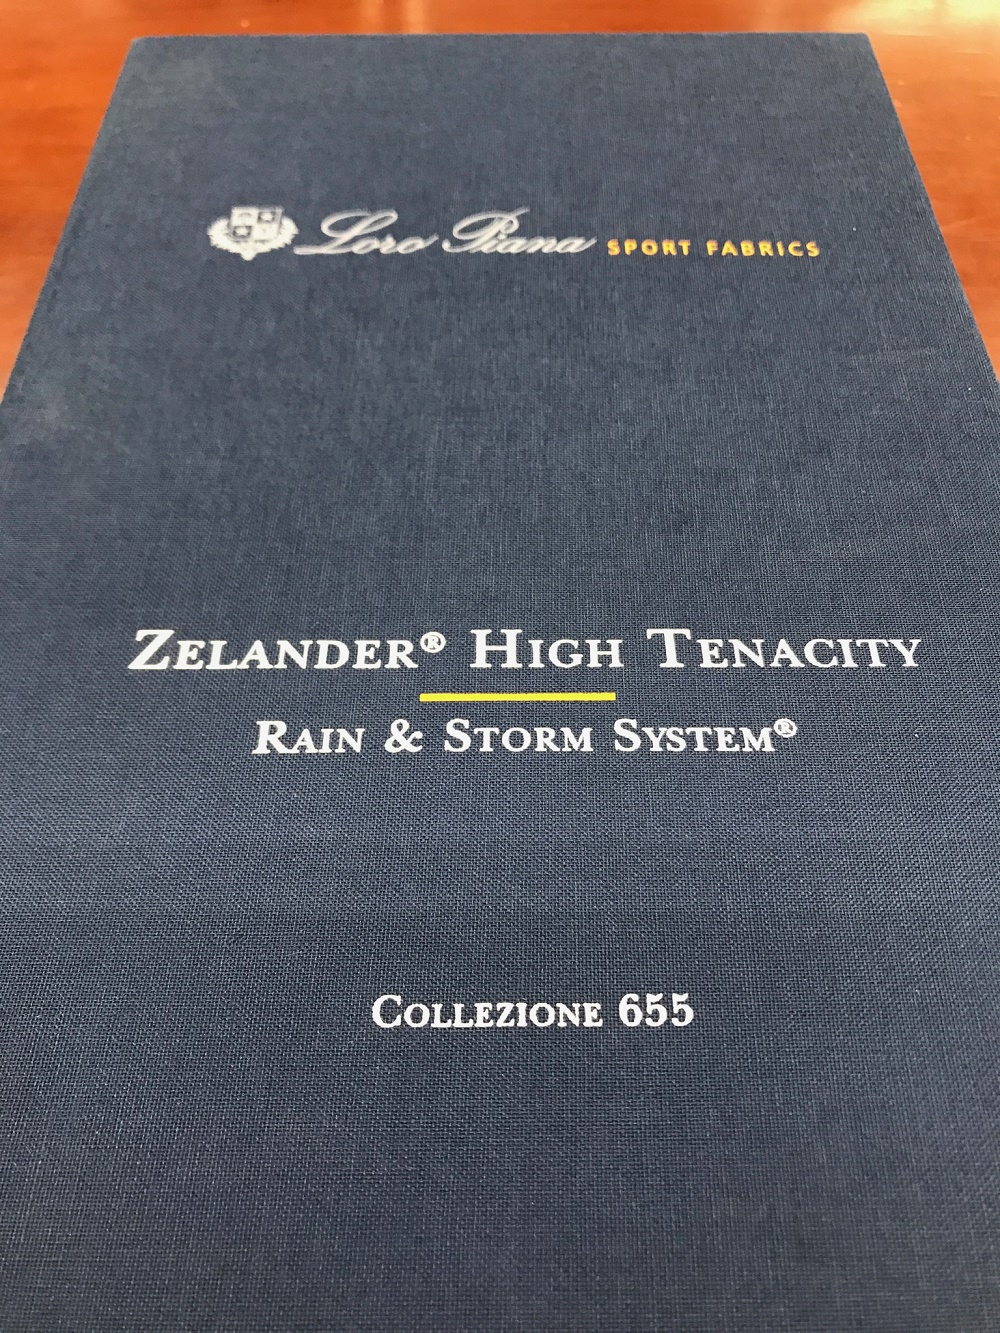 Loro Piana SPORT FABRICS
ZELANDER® HIGH TENACITY
RAIN & STORM SYSTEM®
COLLEZIONE 655